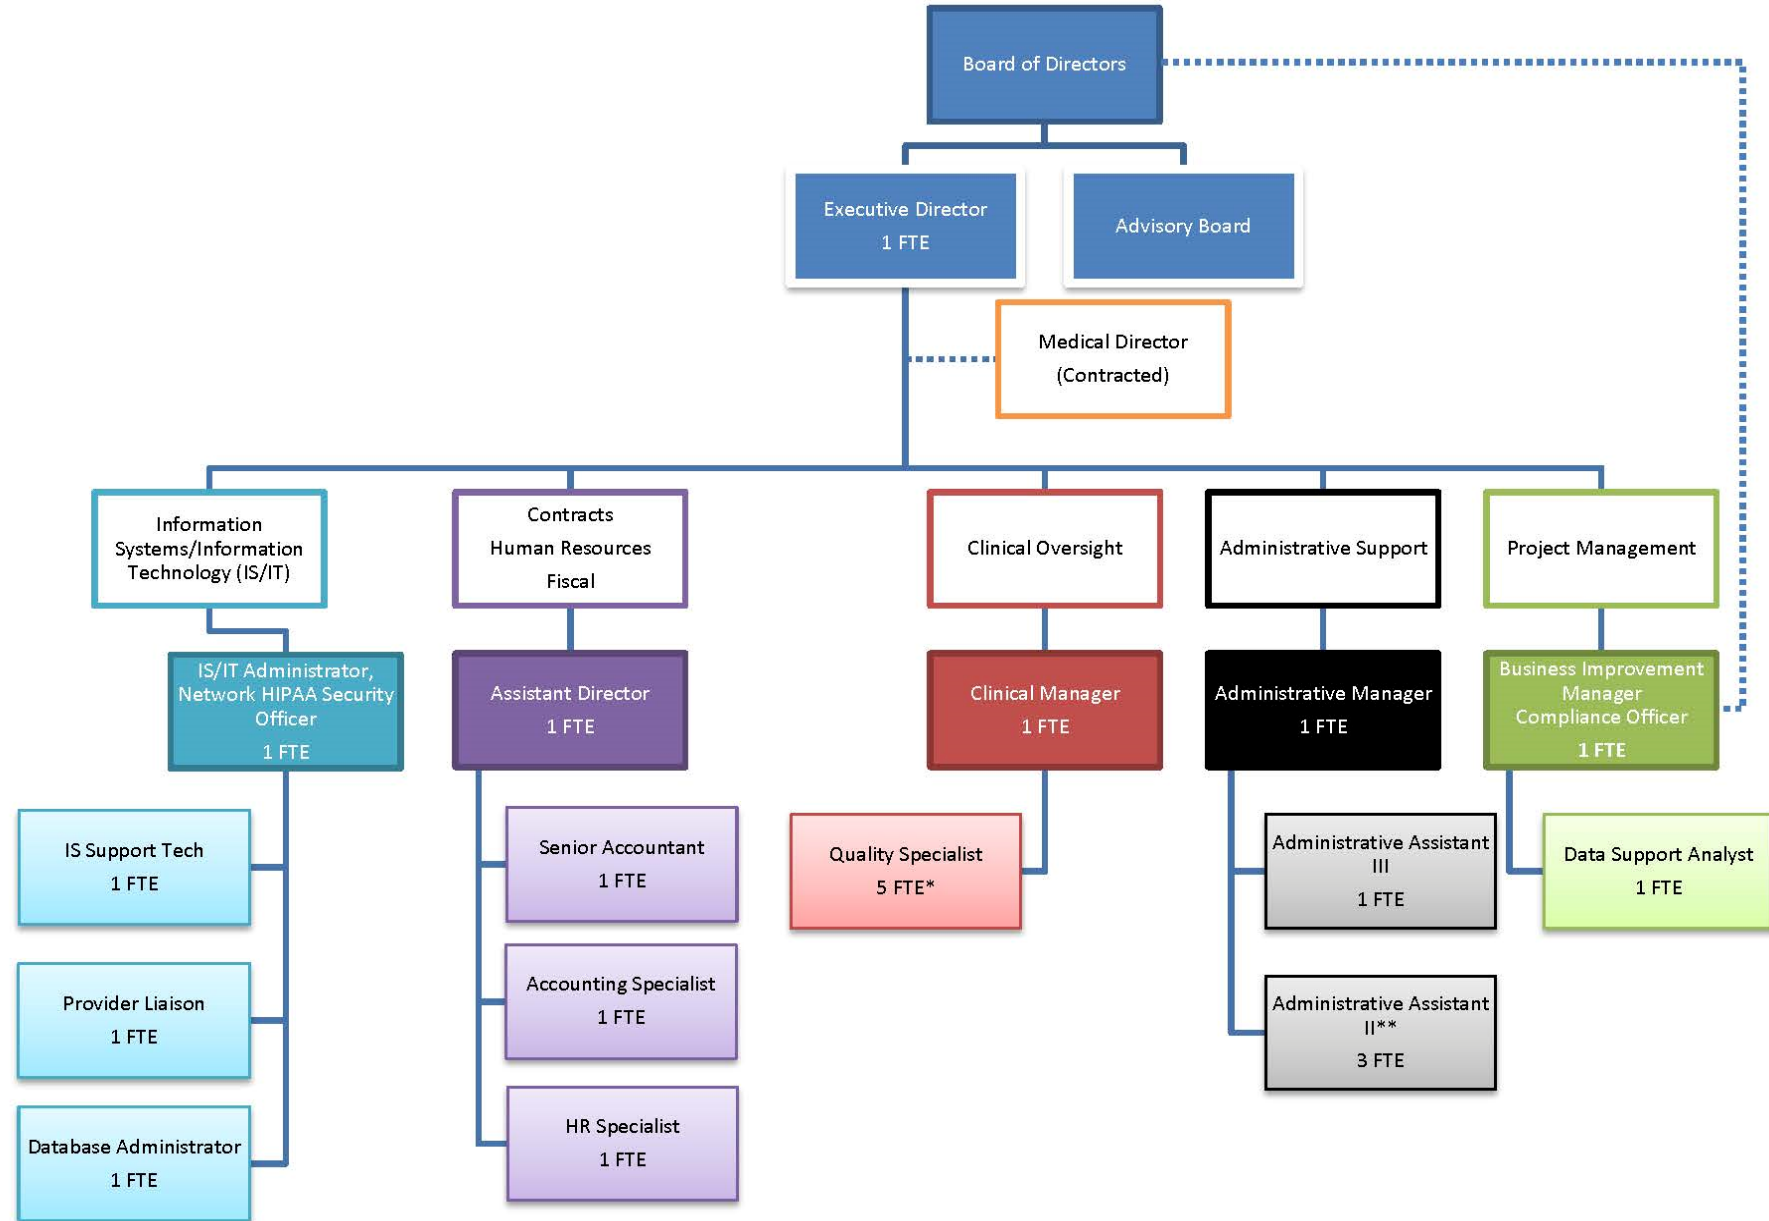 Board of Directors
Executive Director
1 FTE
Advisory Board
Medical Director
(Contracted)
Information
Systems/Information
Technology (IS/IT)
Contracts
Human Resources
Fiscal
Clinical Oversight
Administrative Support
Project Management
IS/IT Administrator,
Network HIPAA Security
Officer
1 FTE
Assistant Director
1 FTE
Clinical Manager
1 FTE
Administrative Manager
1 FTE
Business Improvement
Manager
Compliance Officer
1 FTE
IS Support Tech
1 FTE
Senior Accountant
1 FTE
Quality Specialist
5 FTE*
Administrative Assistant
III
1 FTE
Data Support Analyst
1 FTE
Provider Liaison
1 FTE
Accounting Specialist
1 FTE
Administrative Assistant
II**
3 FTE
Database Administrator
1 FTE
HR Specialist
1 FTE